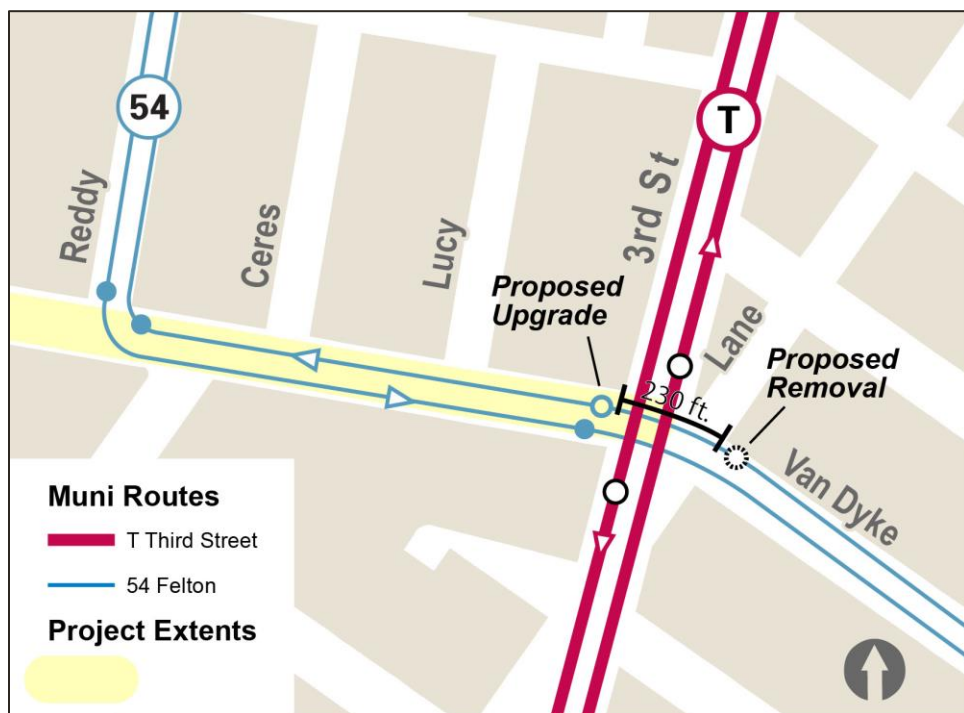 54
T
Reddy
Ceres
Lucy
3rd St
Proposed
Upgrade
Lane
230 ft.
Proposed
Removal
Van Dyke
Muni Routes
T Third Street
54 Felton
Project Extents